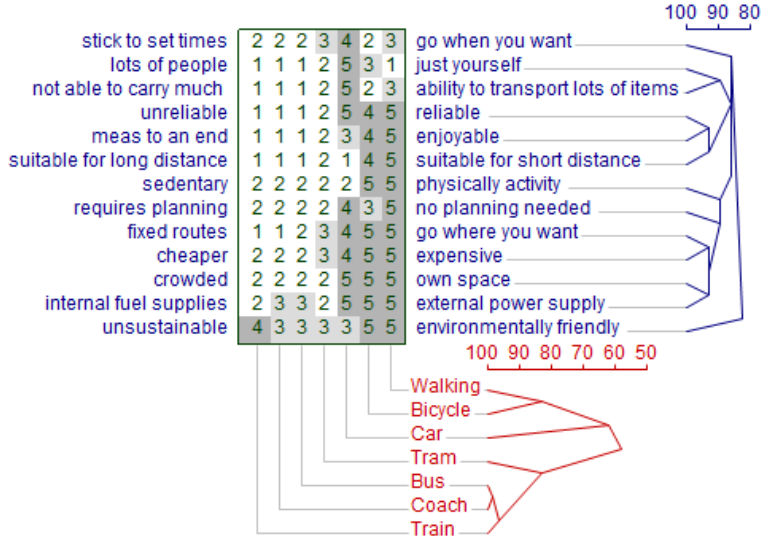 100 90 80
stick to set times 2 2 2 3 4 2 3 go when you want
lots of people 1 1 1 2 5 3 1 just yourself
not able to carry much 1 1 1 2 5 2 3 ability to transport lots of items
unreliable 1 1 1 2 5 4 5 reliable
meas to an end 1 1 1 2 3 4 5 enjoyable
suitable for long distance 1 1 1 2 1 4 5 suitable for short distance
sedentary 2 2 2 2 2 5 5 physically activity
requires planning 2 2 2 2 4 3 5 no planning needed
fixed routes 1 1 2 3 4 5 5 go where you want
cheaper 2 2 2 3 4 5 5 expensive
crowded 2 2 2 2 5 5 5 own space
internal fuel supplies 2 3 3 2 5 5 5 external power supply
unsustainable 4 3 3 3 3 5 5 environmentally friendly
100 90 80 70 60 50
Walking
Bicycle
Car
Tram
Bus
Coach
Train